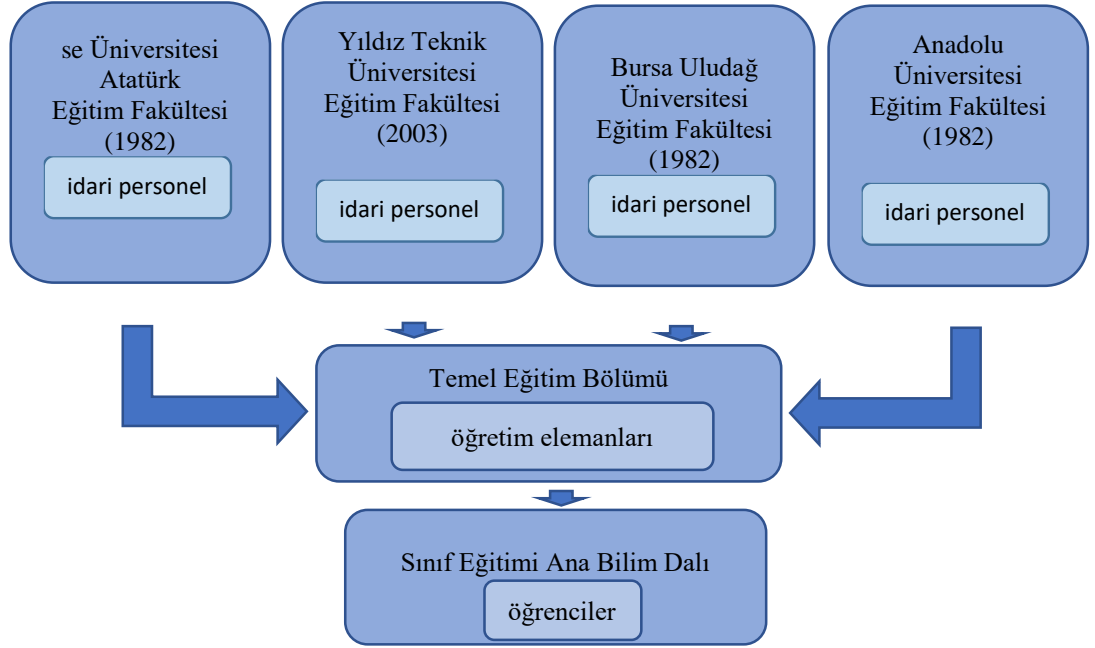 se Üniversitesi
Atatürk
Eğitim Fakültesi
(1982)
idari personel
Yıldız Teknik
Üniversitesi
Eğitim Fakültesi
(2003)
idari personel
Bursa Uludağ
Üniversitesi
Eğitim Fakültesi
(1982)
idari personel
Anadolu
Üniversitesi
Eğitim Fakültesi
(1982)
idari personel
Temel Eğitim Bölümü
öğretim elemanları
Sınıf Eğitimi Ana Bilim Dalı
öğrenciler